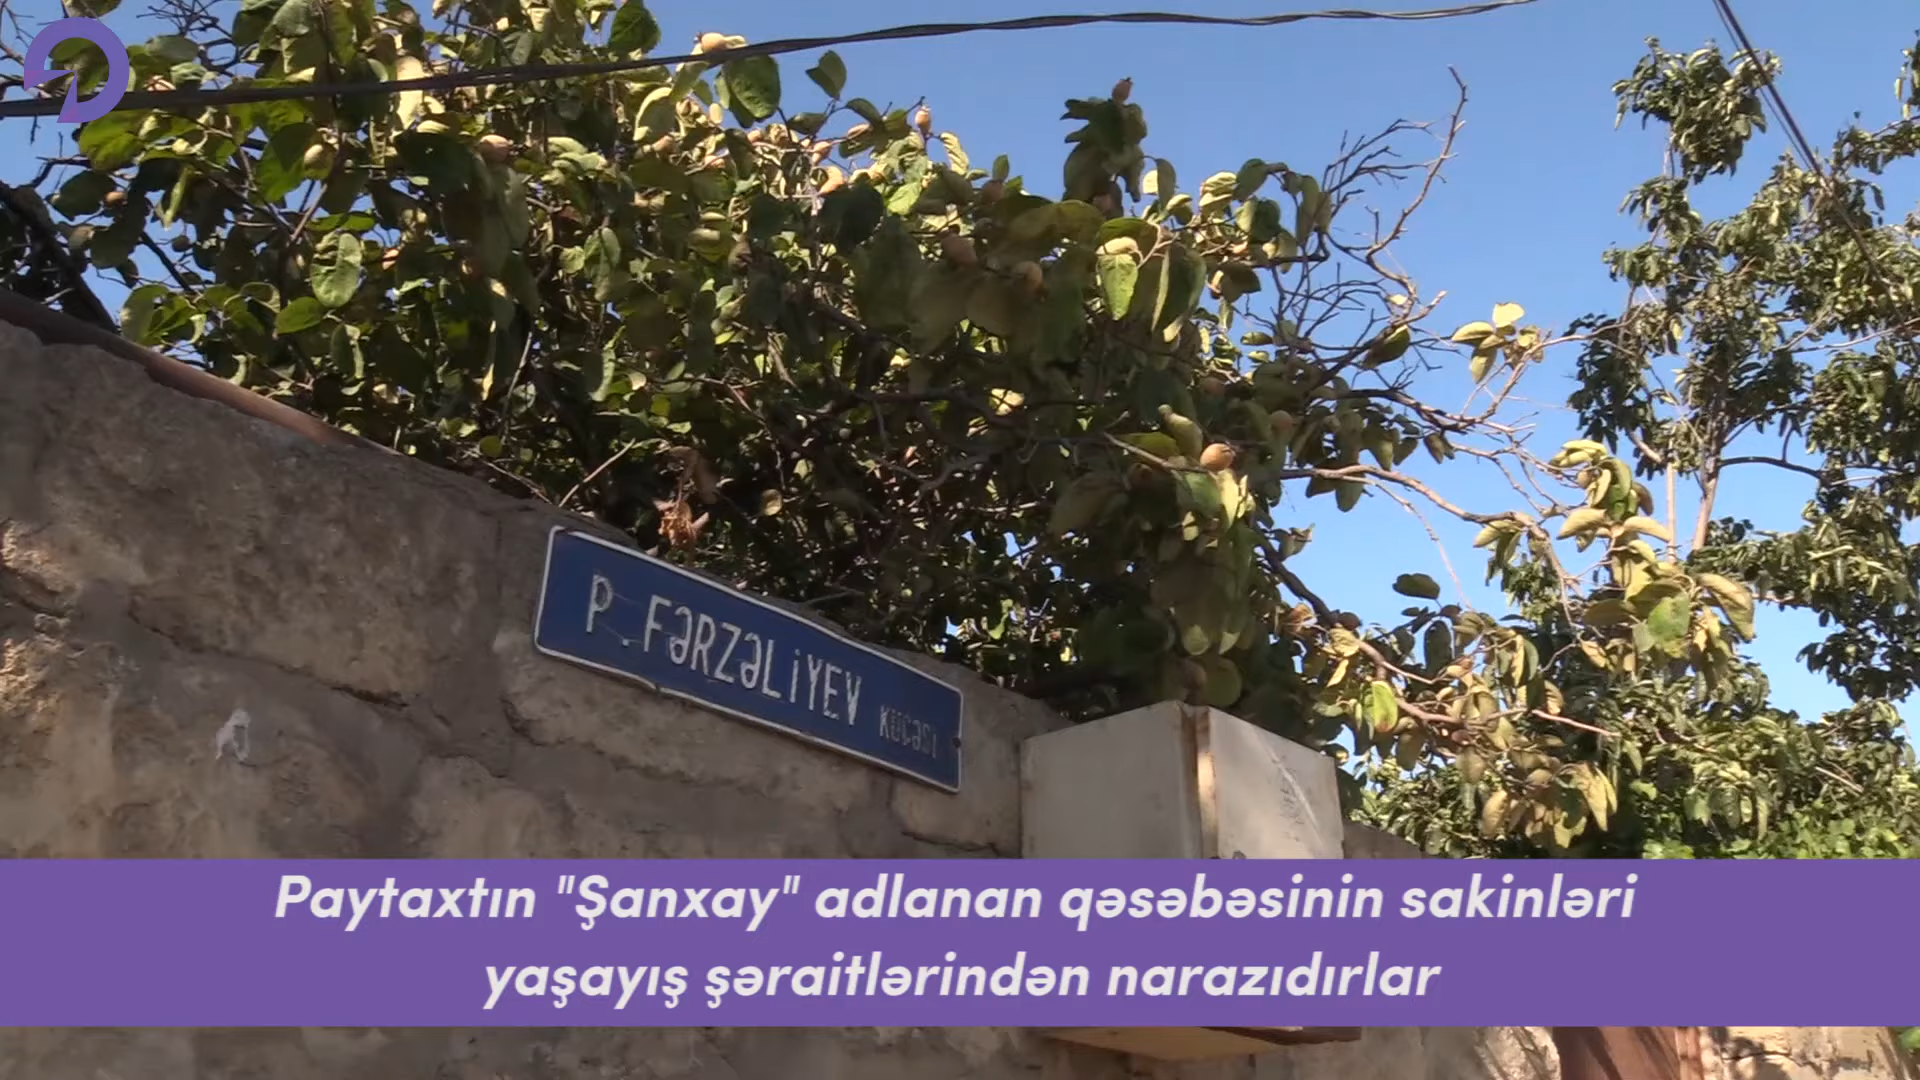 P. FƏRZƏLİYEV KÜÇƏSİ
Paytaxtın "Şanxay" adlanan qəsəbəsinin sakinləri
yaşayış şəraitlərindən narazıdırlar